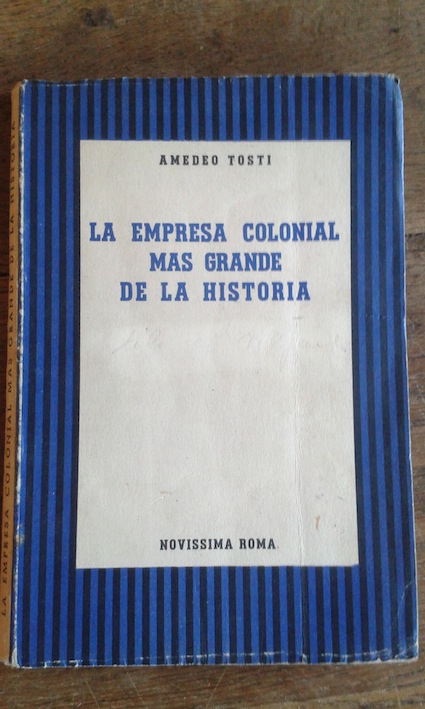 AMEDEO TOSTI
LA EMPRESA COLONIAL
MAS GRANDE
DE LA HISTORIA
NOVISSIMA ROMA
LA EMPRESA COLONIAL MAS GRANDE DE LA HISTORIA